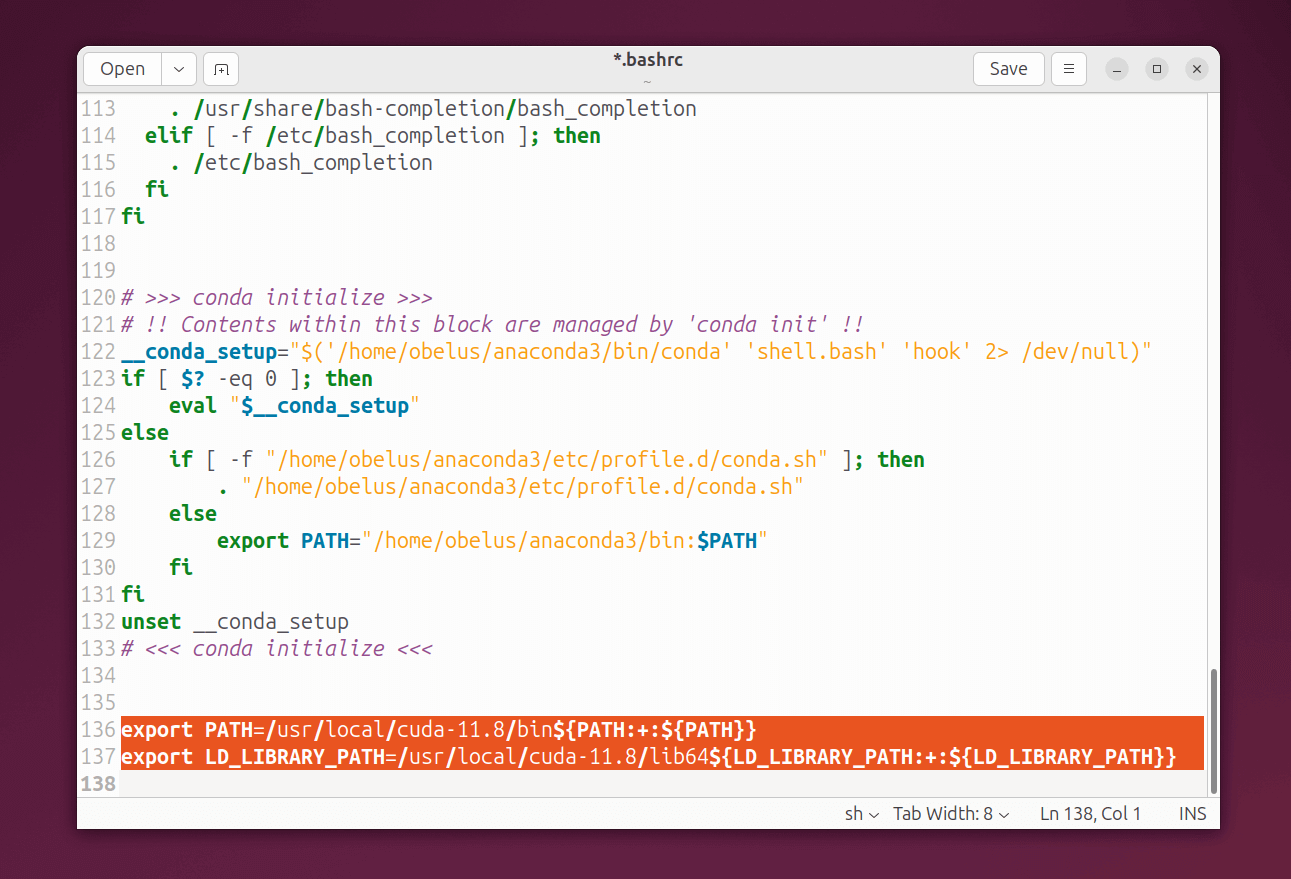 Open
*.bashrc
~
Save
113 . /usr/share/bash-completion/bash_completion
114 elif [ -f /etc/bash_completion ]; then
115 . /etc/bash_completion
116 fi
117 fi
118
119
120 # >>> conda initialize >>>
121 # !! Contents within this block are managed by 'conda init' !!
122 __conda_setup="$('/home/obelus/anaconda3/bin/conda' 'shell.bash' 'hook' 2> /dev/null)"
123 if [ $? -eq 0 ]; then
124 eval "$__conda_setup"
125 else
126 if [ -f "/home/obelus/anaconda3/etc/profile.d/conda.sh" ]; then
127 . "/home/obelus/anaconda3/etc/profile.d/conda.sh"
128 else
129 export PATH="/home/obelus/anaconda3/bin:$PATH"
130 fi
131 fi
132 unset __conda_setup
133 # <<< conda initialize <<<
134
135
136 export PATH=/usr/local/cuda-11.8/bin${PATH:+:${PATH}}
137 export LD_LIBRARY_PATH=/usr/local/cuda-11.8/lib64${LD_LIBRARY_PATH:+:${LD_LIBRARY_PATH}}
138
sh Tab Width: 8 Ln 138, Col 1 INS